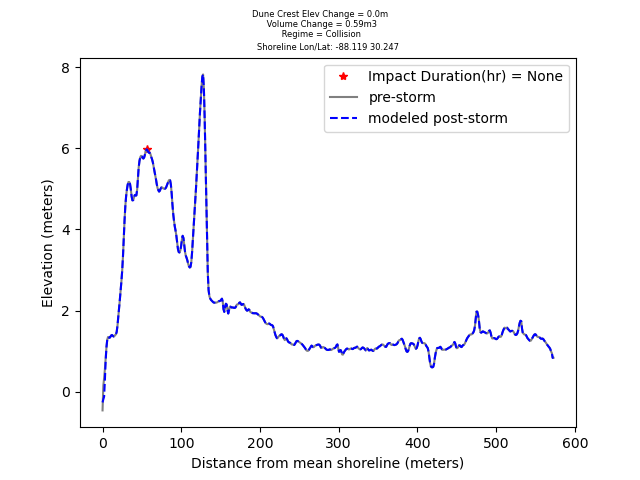 Dune Crest Elev Change = 0.0m
Volume Change = 0.59m3
Regime = Collision
Shoreline Lon/Lat: -88.119 30.247
Impact Duration(hr) = None
pre-storm
modeled post-storm
Elevation (meters)
8
6
4
2
0
0 100 200 300 400 500 600
Distance from mean shoreline (meters)